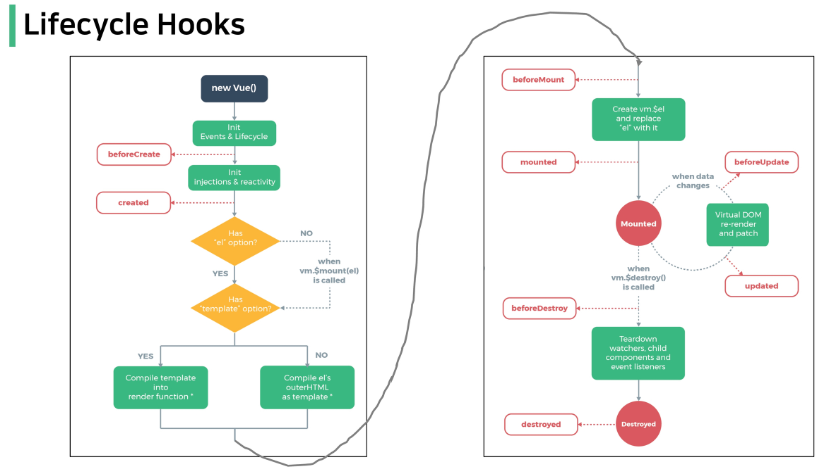 Lifecycle Hooks
new Vue()
Init
Events & Lifecycle
beforeCreate
Init
Injections & reactivity
created
Has
"el" option?
NO
when
vm.$mount(el)
is called
YES
Has
"template" option?
YES
NO
Compile template
into
render function *
Compile el's
outerHTML
as template *
beforeMount
Create vm.$el
and replace
"el" with it
mounted
when data
changes
beforeUpdate
Mounted
Virtual DOM
re-render
and patch
updated
when
vm.$destroy()
is called
beforeDestroy
Teardown
watchers, child
components and
event listeners
destroyed
Destroyed